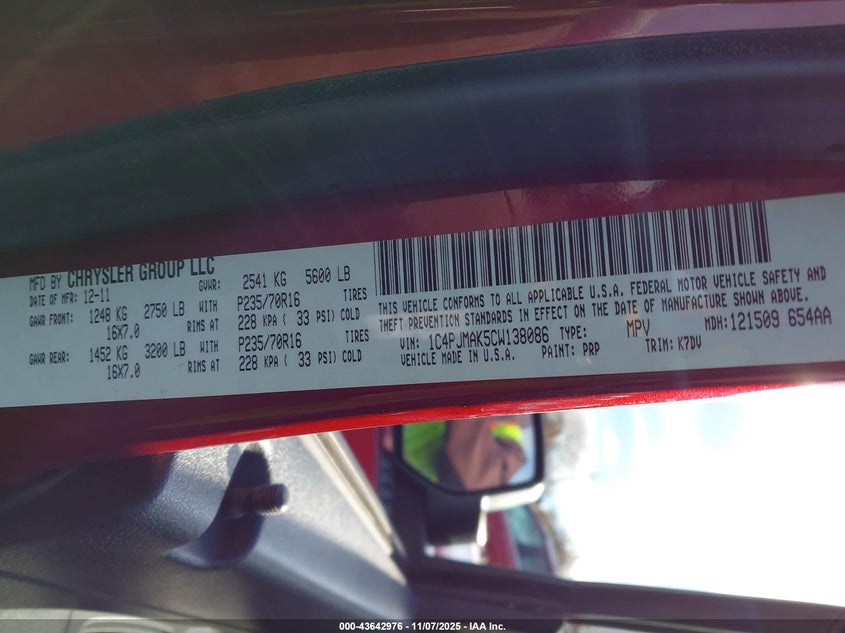 MFD BY CHRYSLER GROUP LLC
DATE OF MFR: 12-11 GVWR: 2541 KG 5600 LB
GAWR FRONT: 1248 KG 2750 LB WITH P235/70R16 TIRES
16X7.0 RIMS AT 228 KPA ( 33 PSI) COLD
GAWR REAR: 1452 KG 3200 LB WITH P235/70R16 TIRES
16X7.0 RIMS AT 228 KPA ( 33 PSI) COLD
THIS VEHICLE CONFORMS TO ALL APPLICABLE U.S.A. FEDERAL MOTOR VEHICLE SAFETY AND
THEFT PREVENTION STANDARDS IN EFFECT ON THE DATE OF MANUFACTURE SHOWN ABOVE.
VIN: 1C4PJMAK5CW138086 TYPE: MPV MDH: 121509 654AA
VEHICLE MADE IN U.S.A. PAINT: PRP TRIM: K7DV
000-43642976 - 11/07/2025 - IAA Inc.